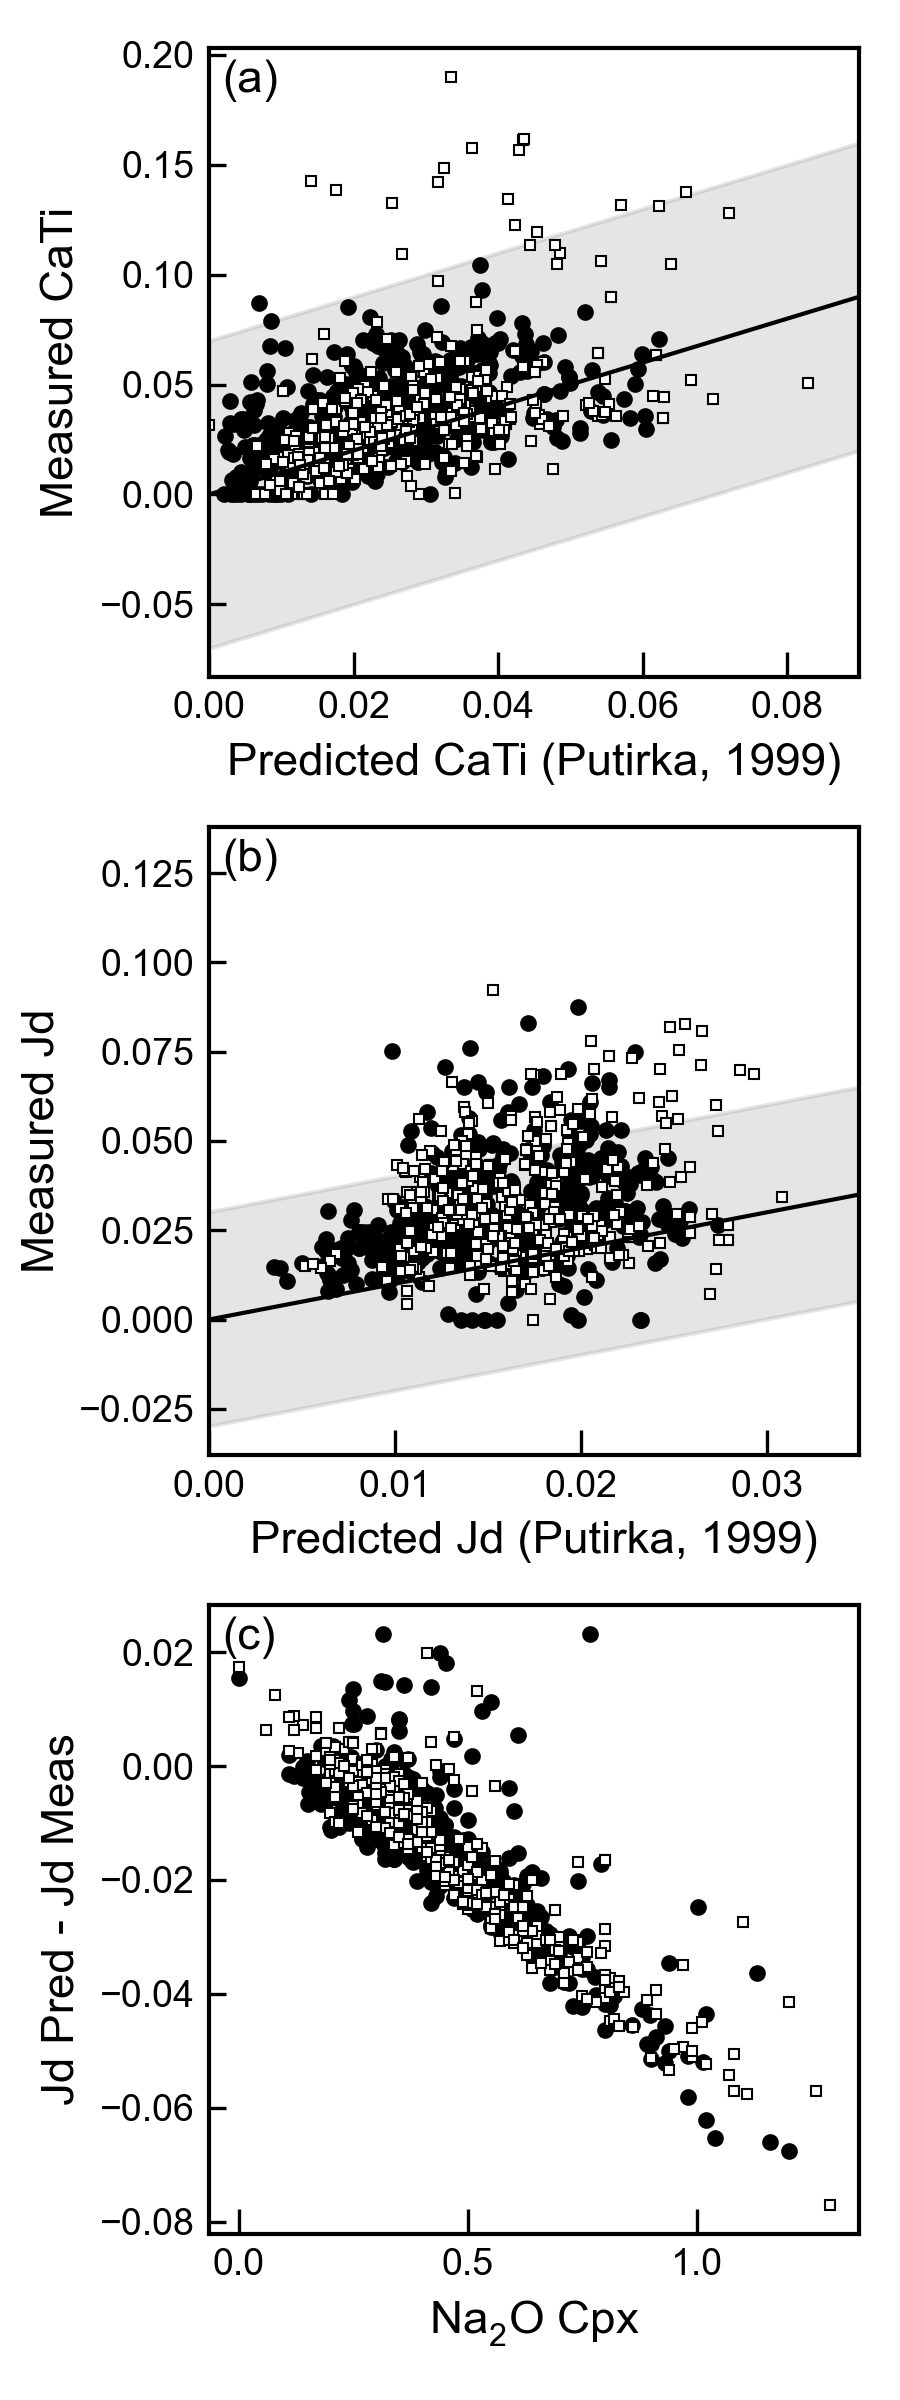 (a)
0.20
0.15
0.10
0.05
0.00
−0.05
Measured CaTi
0.00 0.02 0.04 0.06 0.08
Predicted CaTi (Putirka, 1999)
(b)
0.125
0.100
0.075
0.050
0.025
0.000
−0.025
Measured Jd
0.00 0.01 0.02 0.03
Predicted Jd (Putirka, 1999)
(c)
0.02
0.00
−0.02
−0.04
−0.06
−0.08
Jd Pred - Jd Meas
0.0 0.5 1.0
Na₂O Cpx